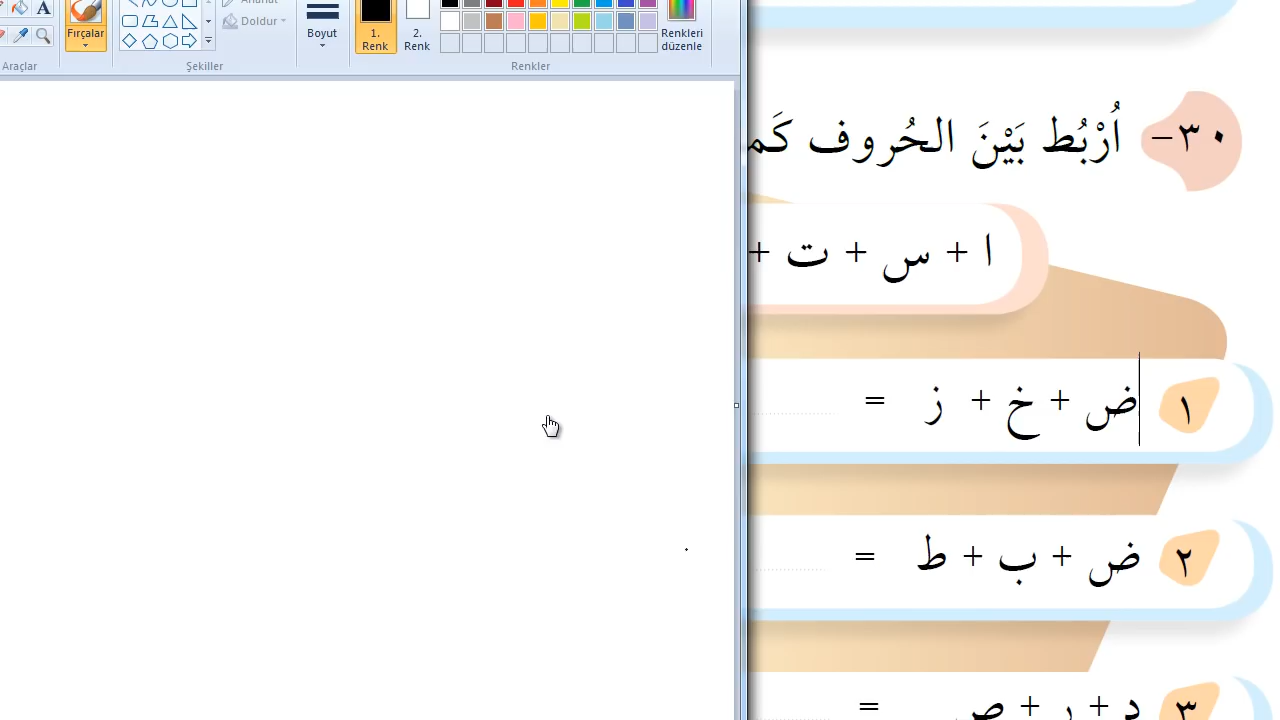 Anahat
Doldur
Fırçalar
Boyut
1. Renk
2. Renk
Renkleri düzenle
Araçlar
Şekiller
Renkler
٣٠-
اُرْبُط بَيْنَ الحُروف كَم
ا + س + ت +
١ ض + خ + ز =
٢ ض + ب + ط =
٣ د + ر + ص =